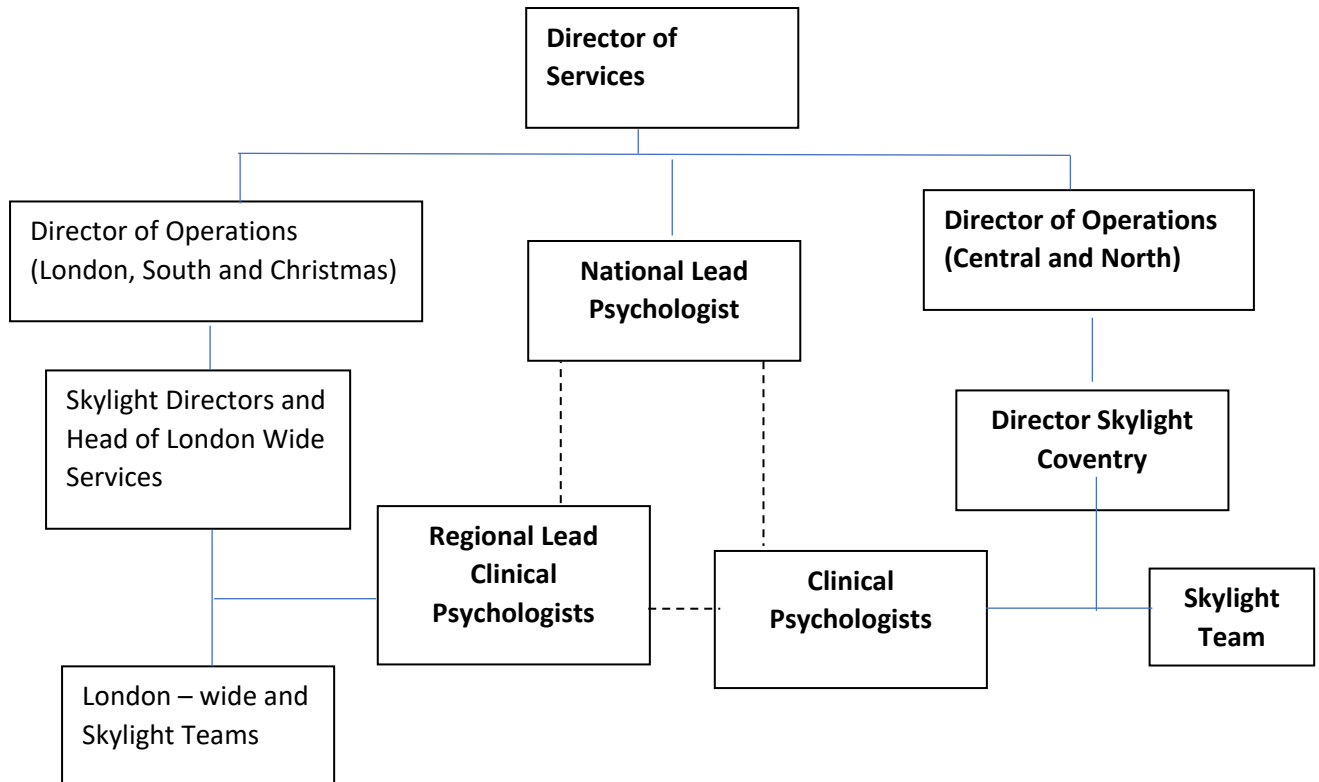 Director of
Services
Director of Operations
(London, South and Christmas)
National Lead
Psychologist
Director of Operations
(Central and North)
Skylight Directors and
Head of London Wide
Services
Director Skylight
Coventry
Regional Lead
Clinical
Psychologists
Clinical
Psychologists
Skylight
Team
London – wide and
Skylight Teams